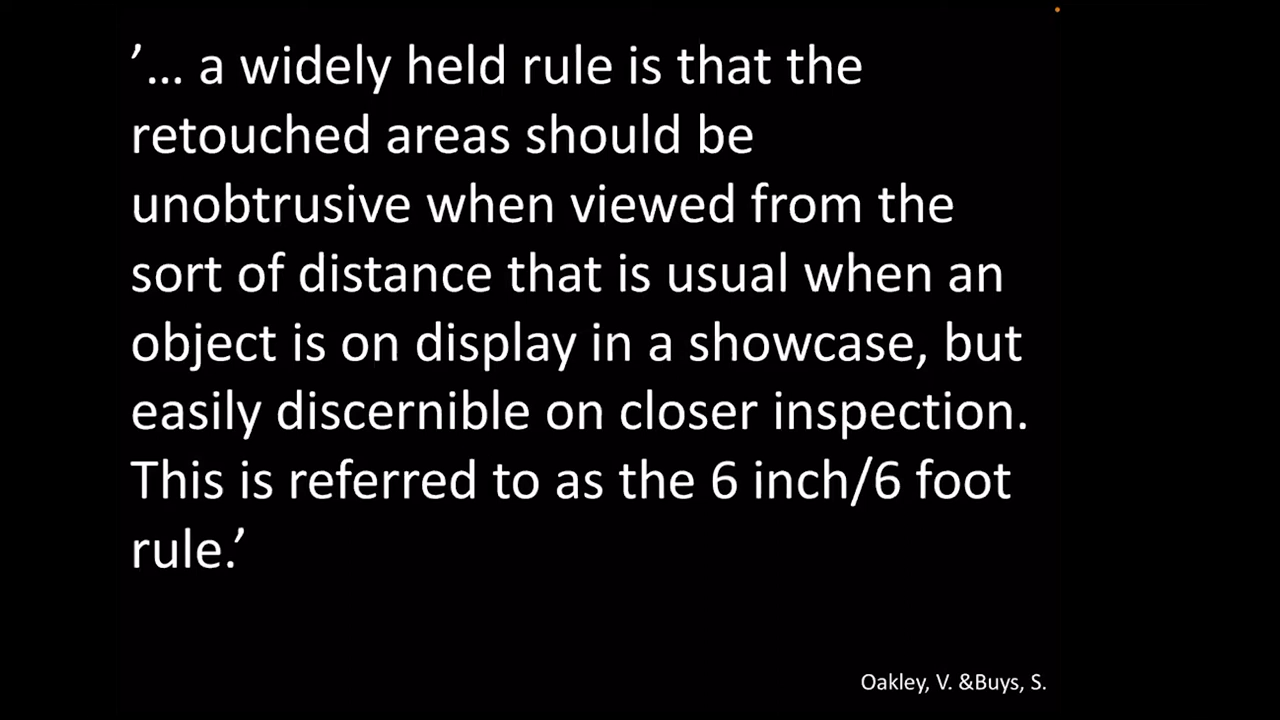 ’... a widely held rule is that the
retouched areas should be
unobtrusive when viewed from the
sort of distance that is usual when an
object is on display in a showcase, but
easily discernible on closer inspection.
This is referred to as the 6 inch/6 foot
rule.’
Oakley, V. &Buys, S.